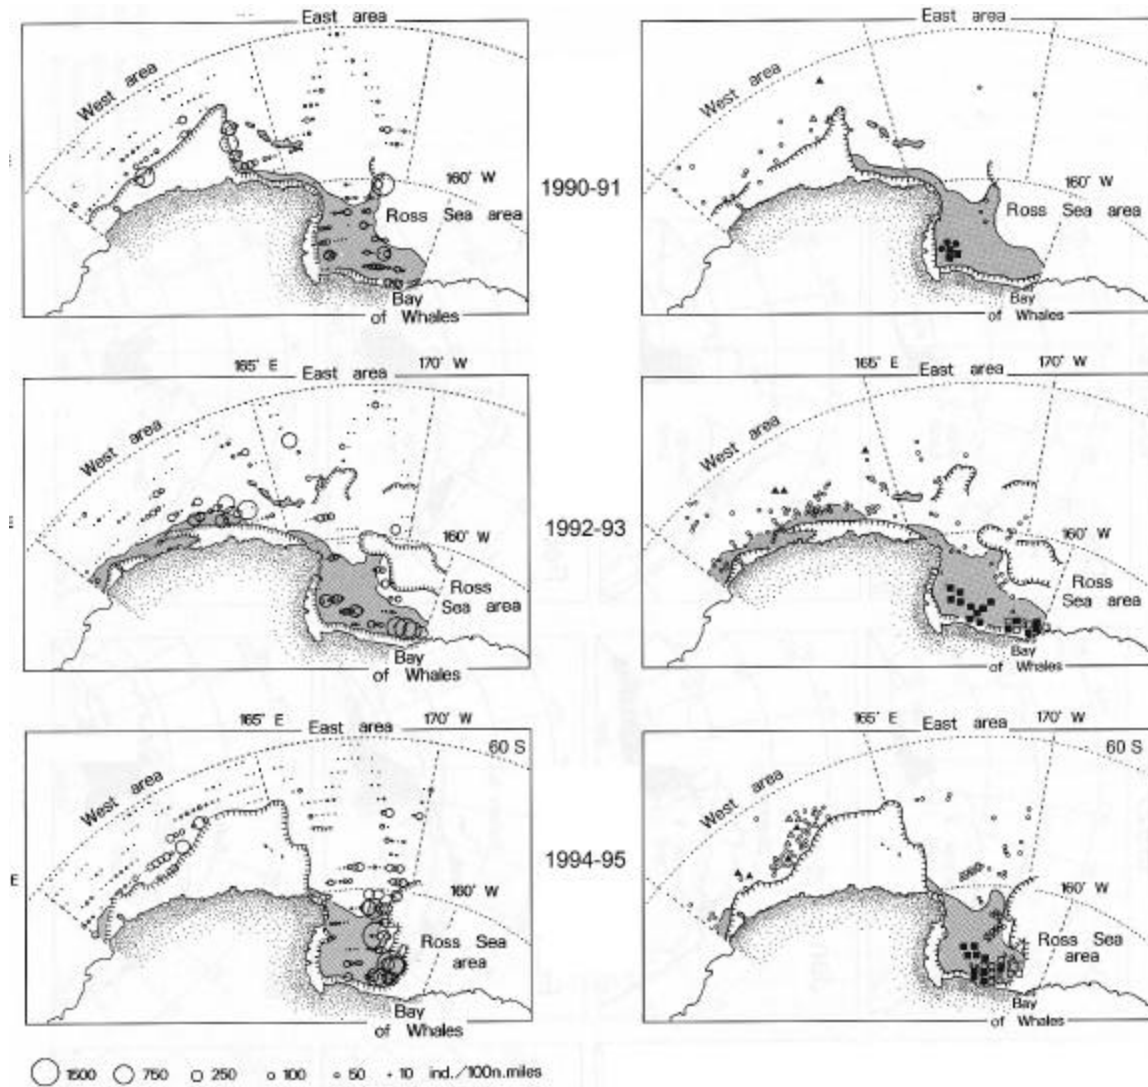 East area
East area
West area
West area
160° W
160° W
1990-91
Ross Sea area
Ross Sea area
Bay
of Whales
Bay
of Whales
165° E
170° W
165° E
170° W
East area
East area
West area
West area
160° W
160° W
1992-93
Ross
Sea area
Ross
Sea area
Bay
of Whales
Bay
of Whales
165° E
170° W
165° E
170° W
East area
East area
60 S
60 S
West area
West area
1994-95
E
160° W
160° W
Ross Sea
area
Ross Sea
area
Bay
of Whales
Bay
of Whales
1500 750 250 100 50 10 ind./100n.miles